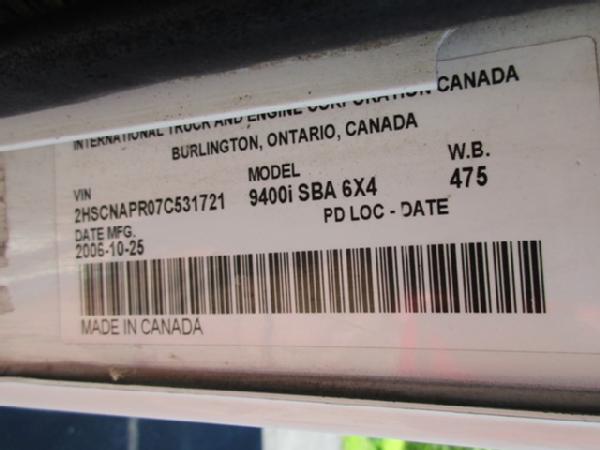 INTERNATIONAL TRUCK AND ENGINE CORPORATION CANADA
BURLINGTON, ONTARIO, CANADA
VIN MODEL W.B.
2HSCNAPR07C531721 9400i SBA 6X4 475
DATE MFG. PD LOC - DATE
2006-10-25
MADE IN CANADA